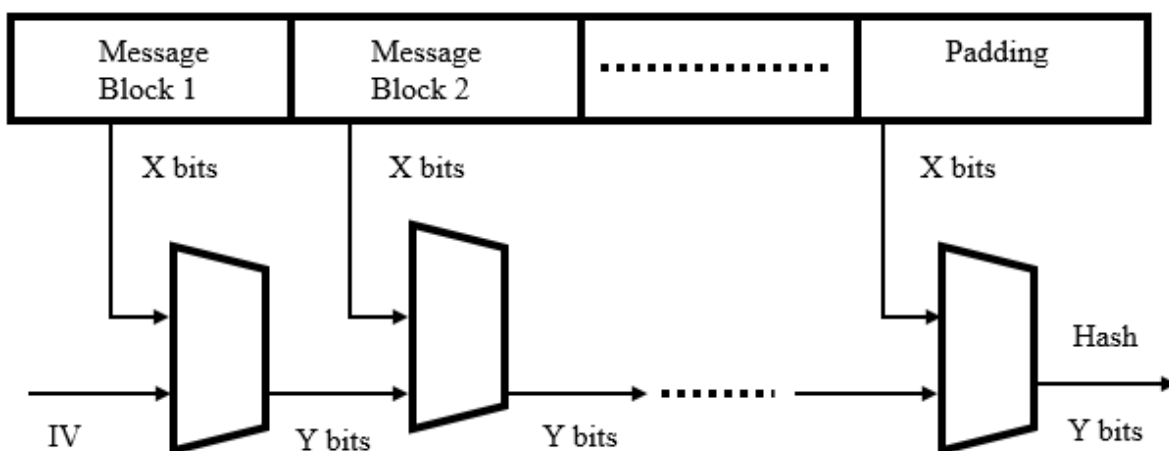 Message
Block 1
Message
Block 2
Padding
X bits
X bits
X bits
Hash
IV
Y bits
Y bits
Y bits